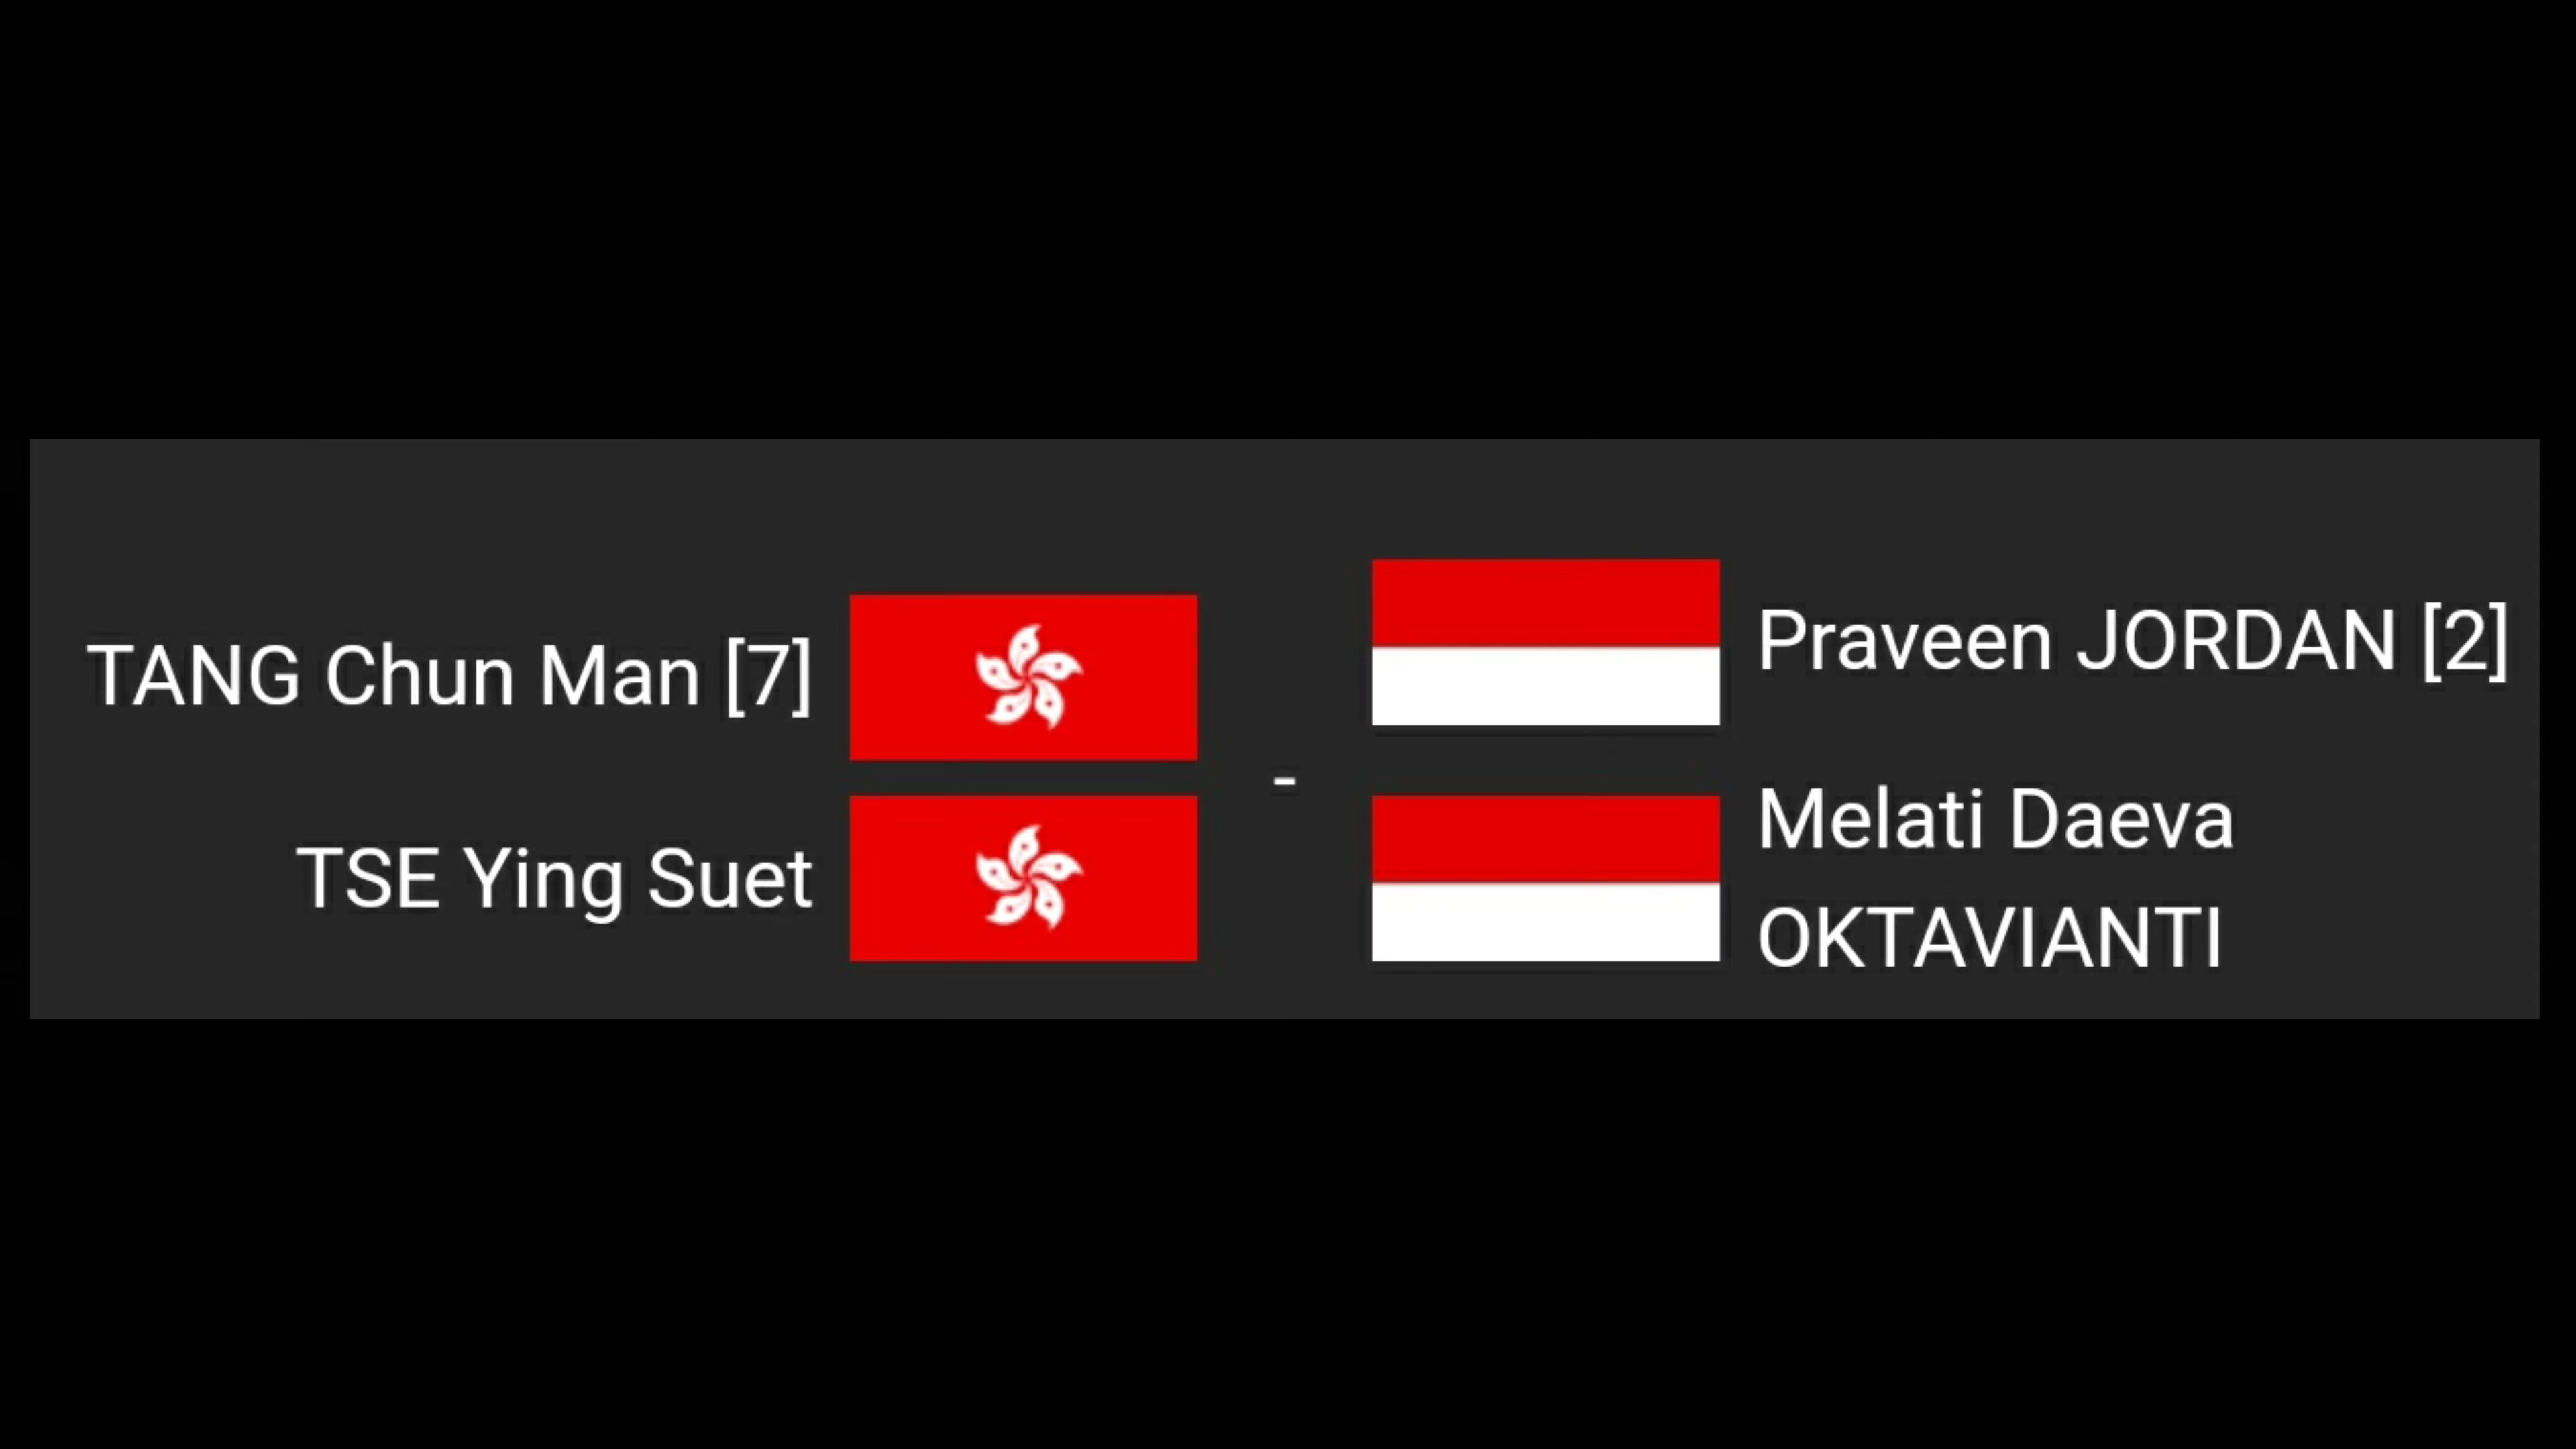 TANG Chun Man [7]
TSE Ying Suet
-
Praveen JORDAN [2]
Melati Daeva
OKTAVIANTI